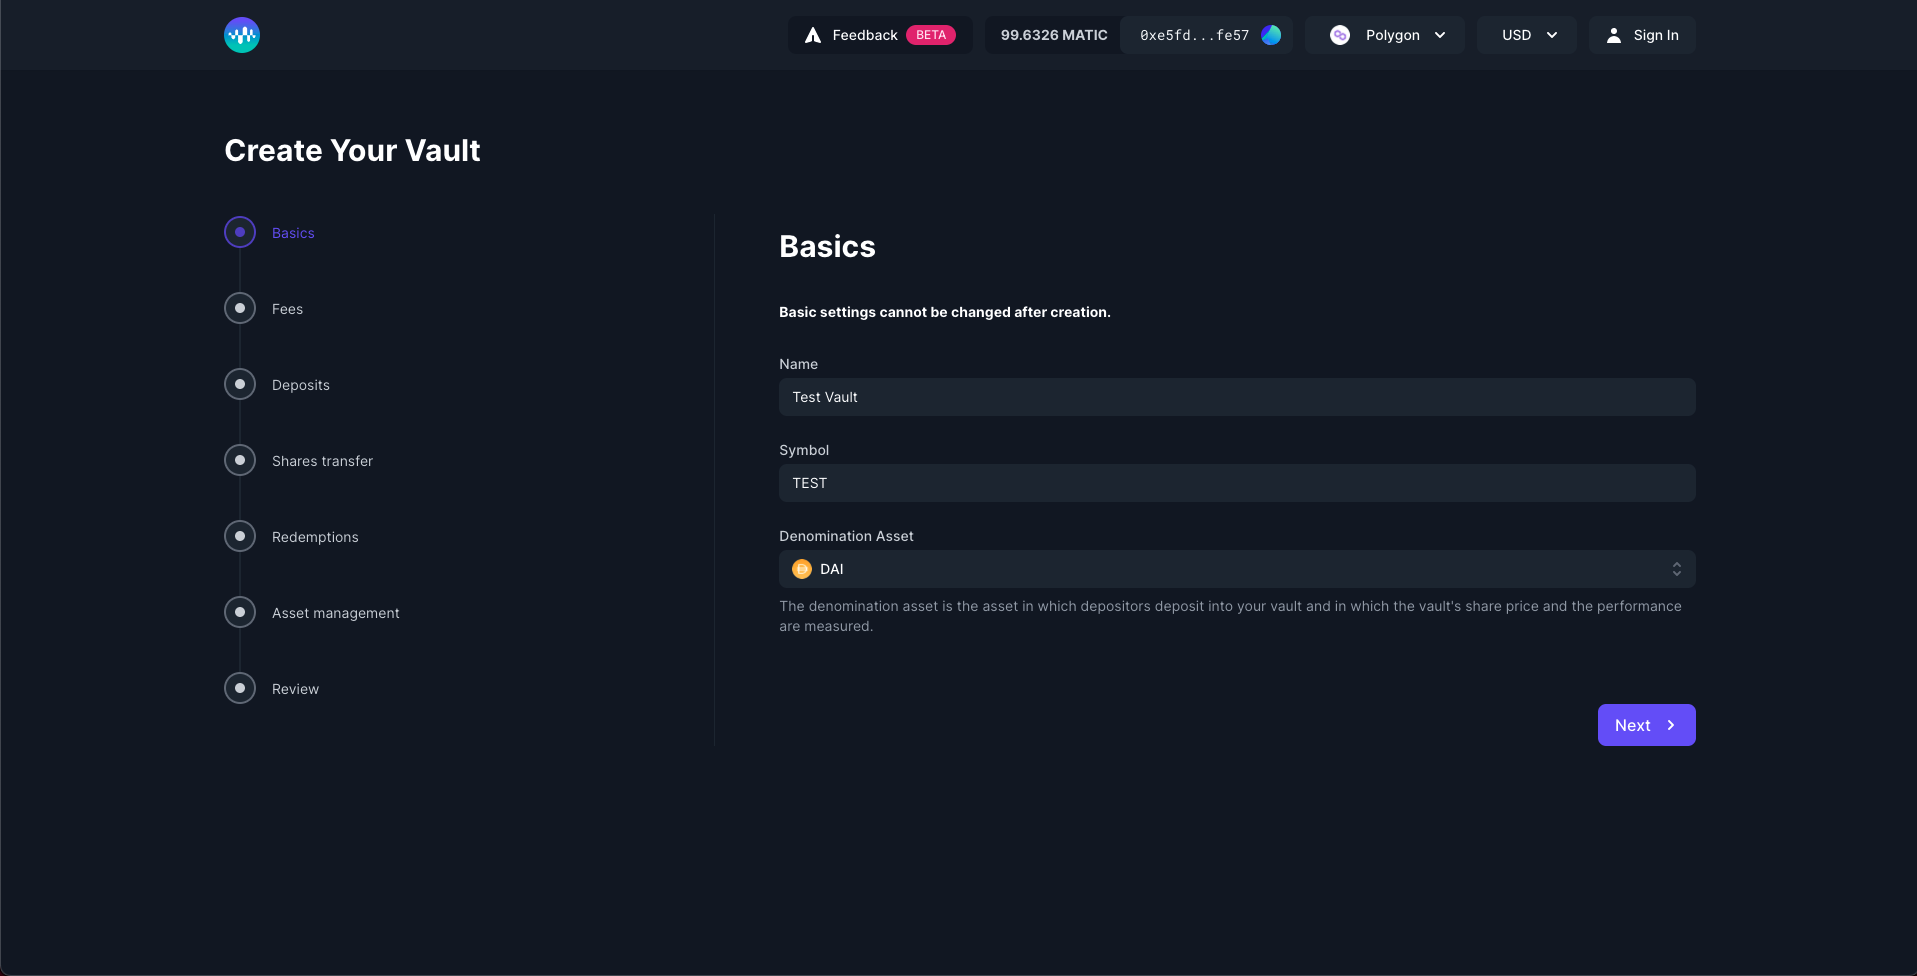 Feedback BETA 99.6326 MATIC 0xe5fd...fe57 Polygon USD Sign In
Create Your Vault
Basics
Fees
Deposits
Shares transfer
Redemptions
Asset management
Review
Basics
Basic settings cannot be changed after creation.
Name
Test Vault
Symbol
TEST
Denomination Asset
DAI
The denomination asset is the asset in which depositors deposit into your vault and in which the vault's share price and the performance
are measured.
Next